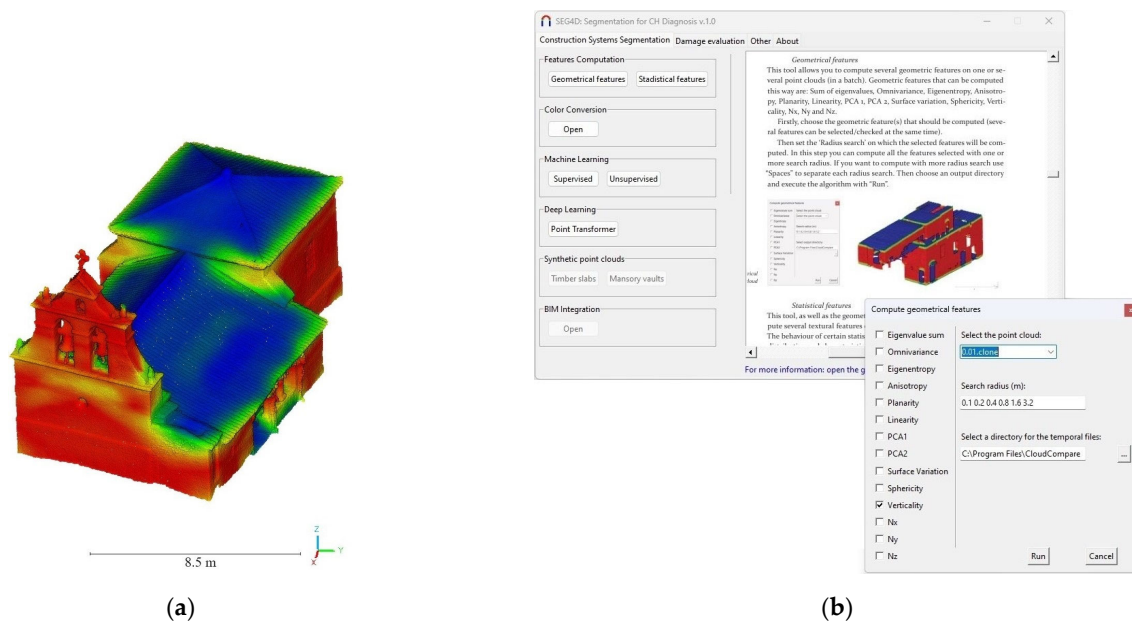 SEG4D: Segmentation for CH Diagnosis v.1.0
Construction Systems Segmentation Damage evaluation Other About
Features Computation
Geometrical features Stadistical features
Color Conversion
Open
Machine Learning
Supervised Unsupervised
Deep Learning
Point Transformer
Synthetic point clouds
Timber slabs Mansory vaults
BIM Integration
Open
Geometrical features
This tool allows you to compute several geometric features on one or se-
veral point clouds (in a batch). Geometric features that can be computed
this way are: Sum of eigenvalues, Omnivariance, Eigenentropy, Anisotro-
py, Planarity, Linearity, PCA 1, PCA 2, Surface variation, Sphericity, Verti-
cality, Nx, Ny and Nz.
Firstly, choose the geometric feature(s) that should be computed (seve-
ral features can be selected/checked at the same time).
Then set the 'Radius search' on which the selected features will be com-
puted. In this step you can compute all the features selected with one or
more search radius. If you want to compute with more radius search use
"Spaces" to separate each radius search. Then choose an output directory
and execute the algorithm with "Run".
Statistical features
This tool, as well as the geomet
pute several textural features
The behaviour of certain statis
For more information: open the g
Compute geometrical features
Eigenvalue sum
Omnivariance
Eigenentropy
Anisotropy
Planarity
Linearity
PCA1
PCA2
Surface Variation
Sphericity
Verticality
Nx
Ny
Nz
Select the point cloud:
0.01.clone
Search radius (m):
0.1 0.2 0.4 0.8 1.6 3.2
Select a directory for the temporal files:
C:\Program Files\CloudCompare ...
Run Cancel
Z
Y
X
8.5 m
(a)
(b)